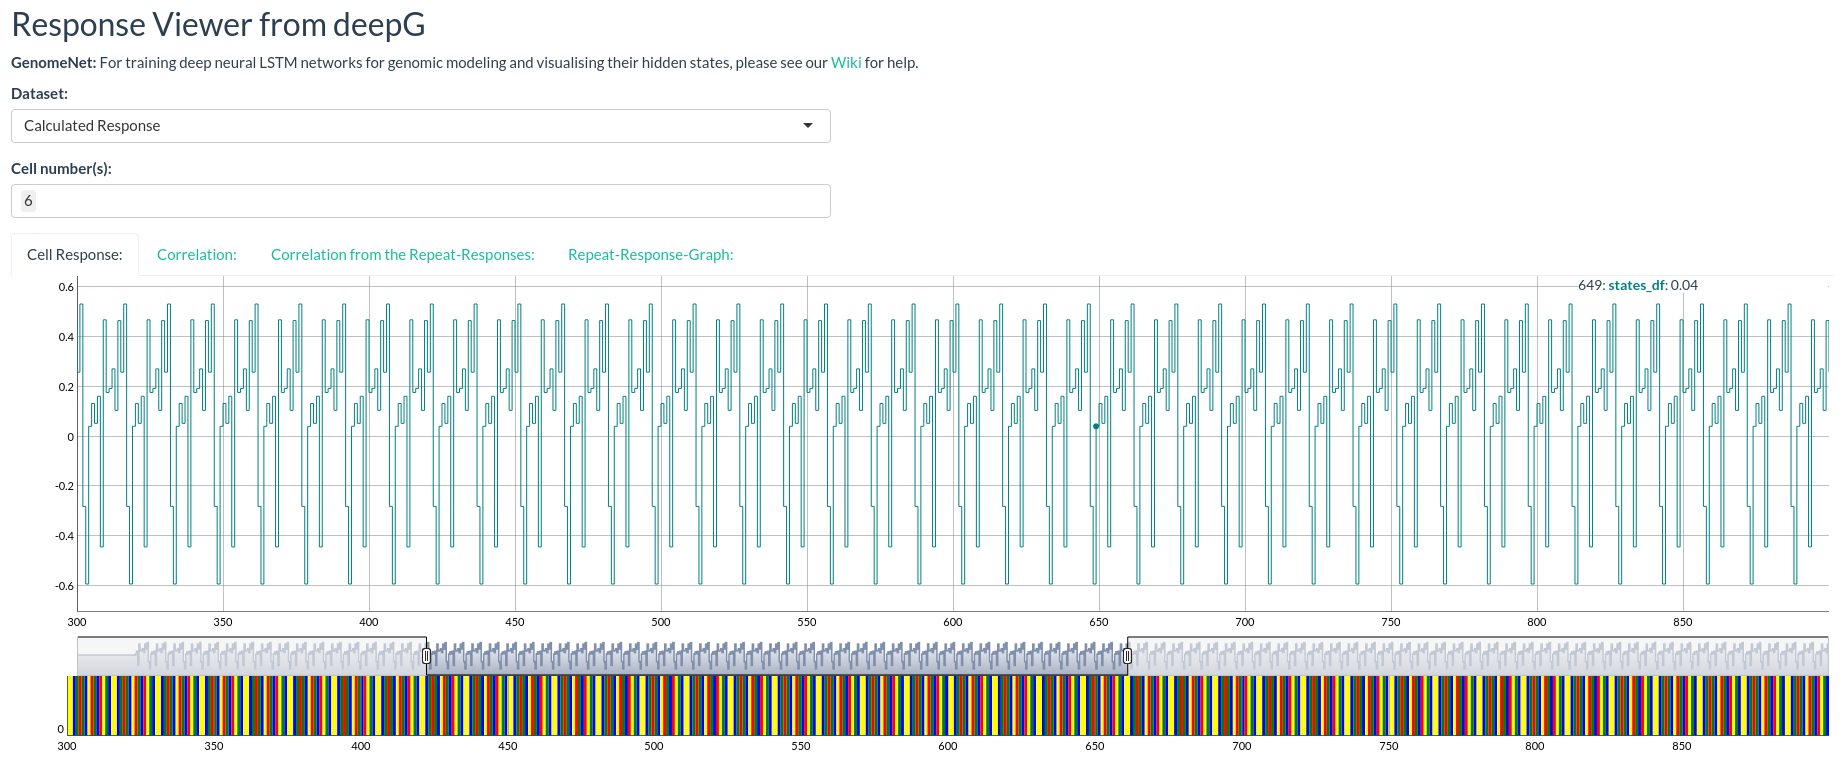 Response Viewer from deepG
GenomeNet: For training deep neural LSTM networks for genomic modeling and visualising their hidden states, please see our Wiki for help.
Dataset:
Calculated Response
Cell number(s):
6
Cell Response: Correlation: Correlation from the Repeat-Responses: Repeat-Response-Graph:
649: states_df: 0.04
0.6
0.4
0.2
0
-0.2
-0.4
-0.6
300 350 400 450 500 550 600 650 700 750 800 850
0
300 350 400 450 500 550 600 650 700 750 800 850